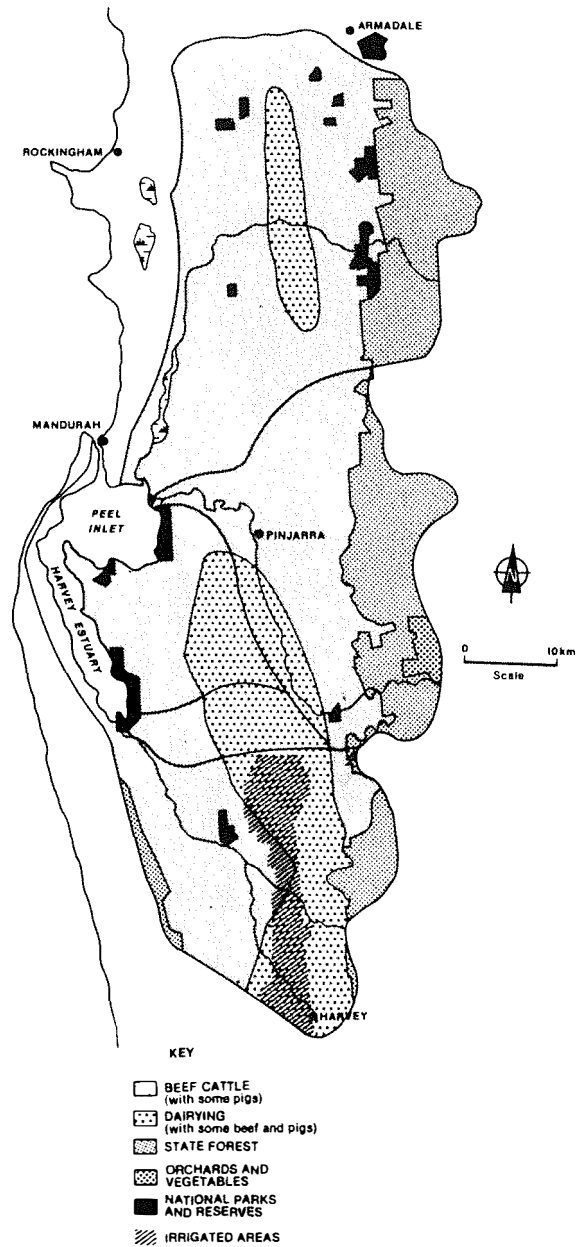 ARMADALE
ROCKINGHAM
MANDURAH
PEEL
INLET
PINJARRA
HARVEY ESTUARY
N
0 10km
Scale
HARVEY
KEY
BEEF CATTLE
(with some pigs)
DAIRYING
(with some beef and pigs)
STATE FOREST
ORCHARDS AND
VEGETABLES
NATIONAL PARKS
AND RESERVES
IRRIGATED AREAS